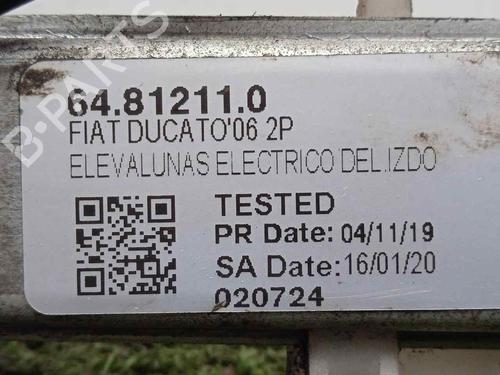 64.81211.0
FIAT DUCATO'06 2P
ELEVALUNAS ELECTRICO DEL.IZDO
TESTED
PR Date: 04/11/19
SA Date: 16/01/20
020724
B-PARTS